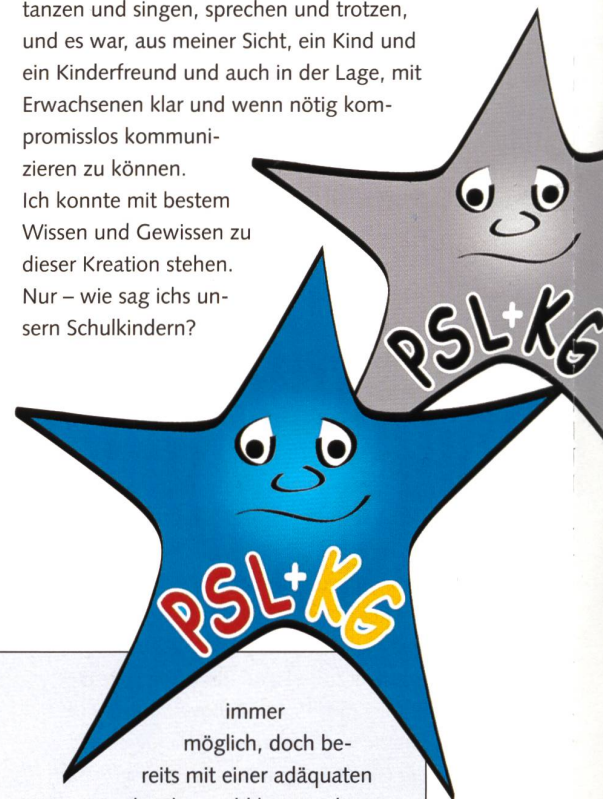 tanzen und singen, sprechen und trotzen,
und es war, aus meiner Sicht, ein Kind und
ein Kinderfreund und auch in der Lage, mit
Erwachsenen klar und wenn nötig kom-
promisslos kommuni-
zieren zu können.
Ich konnte mit bestem
Wissen und Gewissen zu
dieser Kreation stehen.
Nur – wie sag ichs un-
sern Schulkindern?
PSL+KG
PSL+KG
immer
möglich, doch be-
reits mit einer adäquaten